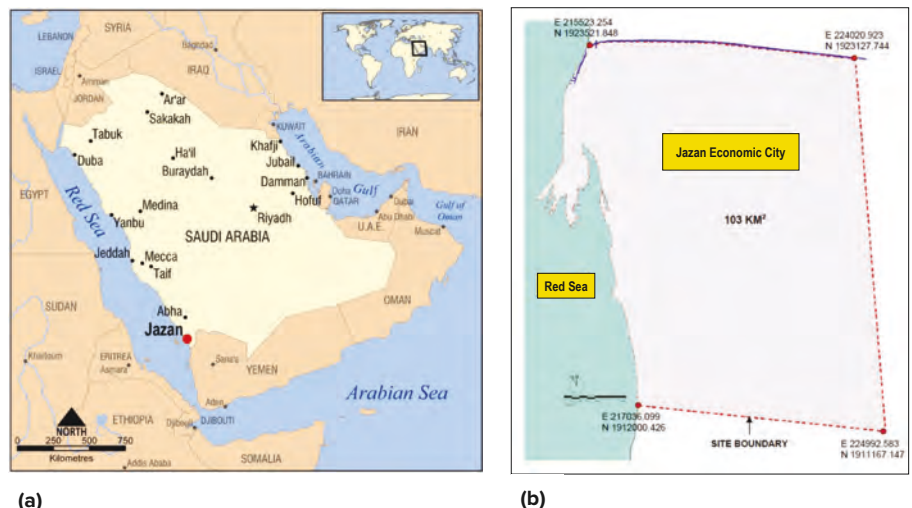 SYRIA
LEBANON
Baghdad
ISRAEL
Amman
IRAQ
JORDAN
Ar'ar
Sakakah
KUWAIT
IRAN
Tabuk
Khafji
Arabian
Duba
Ha'il
Jubail
Buraydah
Damman
BAHRAIN
EGYPT
Hofuf
Doha
Gulf
Dubai
QATAR
Gulf of
Oman
Red Sea
Medina
Riyadh
Abu Dhabi
Yanbu
U.A.E.
Muscat
SAUDI ARABIA
Jeddah
Mecca
Taif
SUDAN
Abha
OMAN
Jazan
Khartoum
ERITREA
Asmara
Sana'a
YEMEN
Arabian Sea
Aden
NORTH
ETHIOPIA
Djibouti
DJIBOUTI
0 250 500 750
Kilometres
Addis Ababa
SOMALIA
(a)
E 215523.254
N 1923521.848
E 224020.923
N 1923127.744
Jazan Economic City
103 KM²
Red Sea
E 217036.099
N 1912000.426
SITE BOUNDARY
E 224992.583
N 1911167.147
(b)